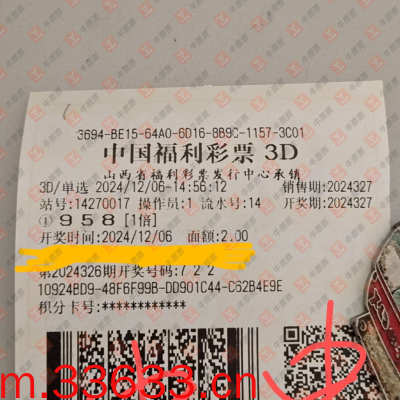 3694-BE15-64A0-6D16-8B9C-1157-3C01
中国福利彩票 3D
山西省福利彩票发行中心承销
3D/单选 2024/12/06-14:56:12 销售期:2024327
站号:14270017 操作员:1 流水号:14 开奖期:2024327
① 9 5 8 [1倍]
开奖时间:2024/12/06 面额:2.00
第2024326期开奖号码:7 2 2
10924BD9-48F6F99B-DD901C44-C62B4E9E
积分卡号:************
m.33633.cn